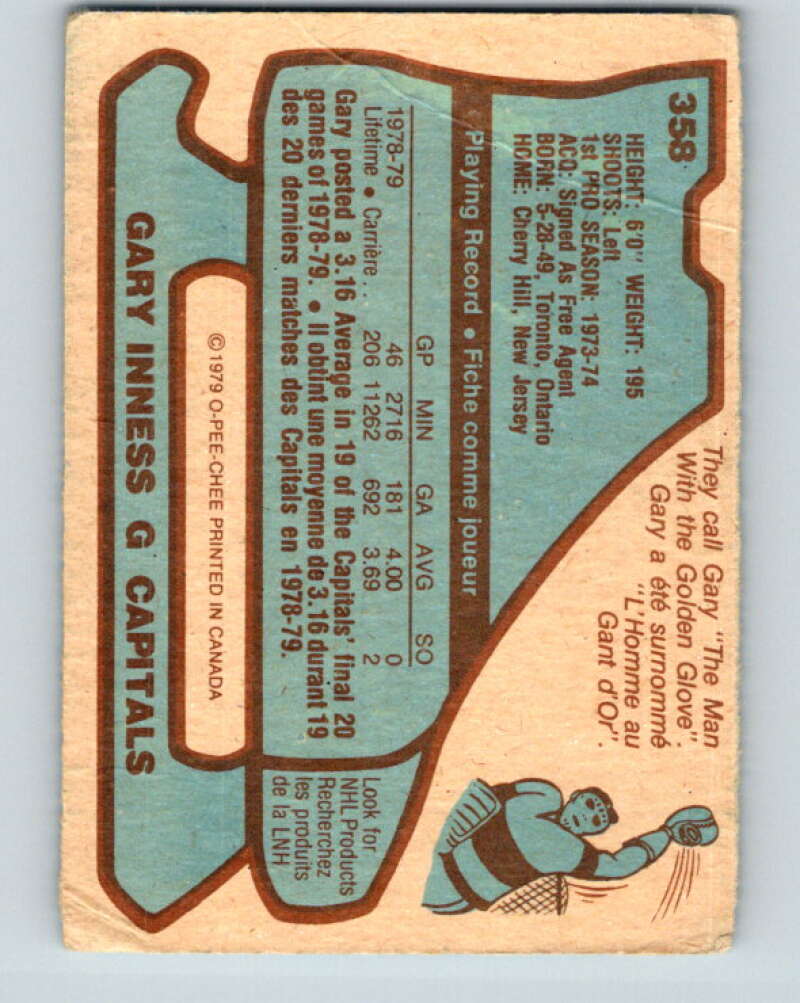 358
HEIGHT: 6'0" WEIGHT: 195
SHOOTS: Left
1st PRO SEASON: 1973-74
ACQ: Signed As Free Agent
BORN: 5-28-49, Toronto, Ontario
HOME: Cherry Hill, New Jersey
They call Gary "The Man
With the Golden Glove".
Gary a été surnommé
"L'Homme au
Gant d'Or".
Playing Record • Fiche comme joueur
GP MIN GA AVG SO
1978-79 46 2716 181 4.00 0
Lifetime • Carrière ... 206 11262 692 3.69 2
Gary posted a 3.16 Average in 19 of the Capitals' final 20
games of 1978-79. • Il obtint une moyenne de 3.16 durant 19
des 20 derniers matches des Capitals en 1978-79.
Look for
NHL Products
Recherchez
les produits
de la LNH
©1979 O-PEE-CHEE PRINTED IN CANADA
GARY INNESS G CAPITALS